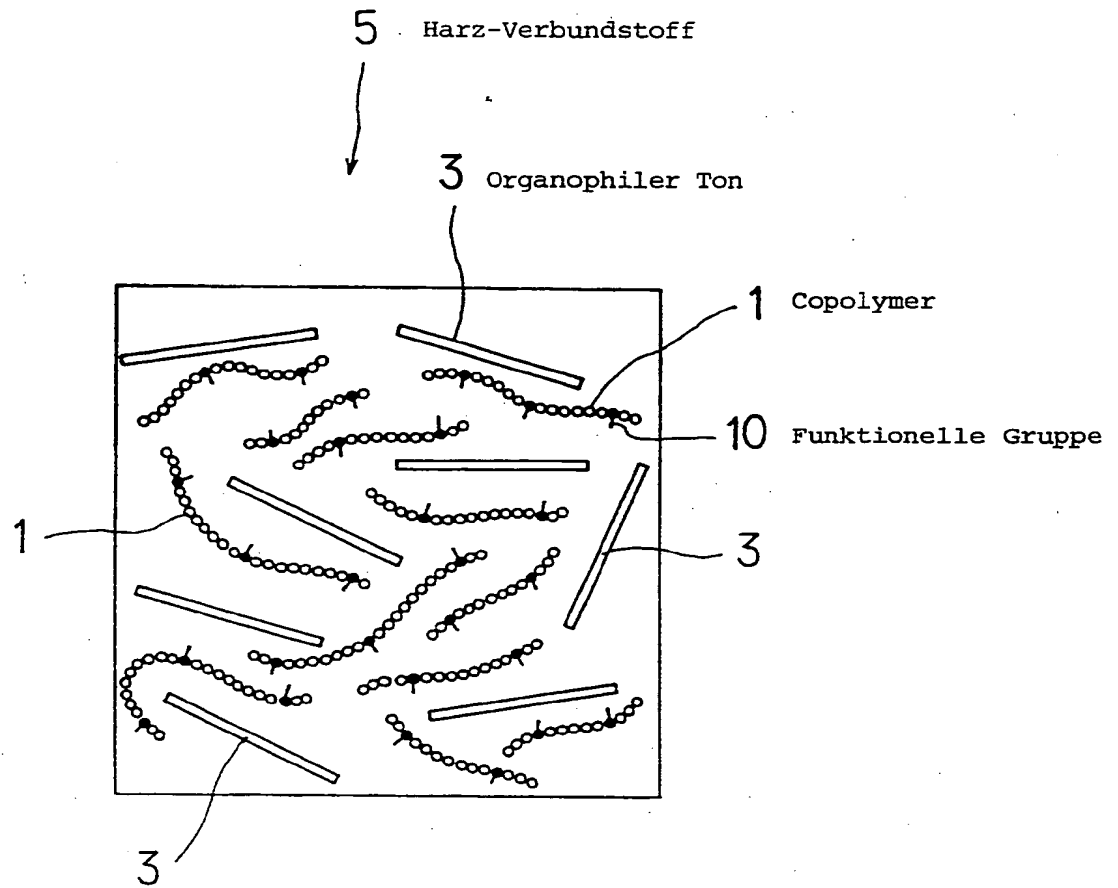 5 Harz-Verbundstoff
3 Organophiler Ton
1 Copolymer
10 Funktionelle Gruppe
1
3
3